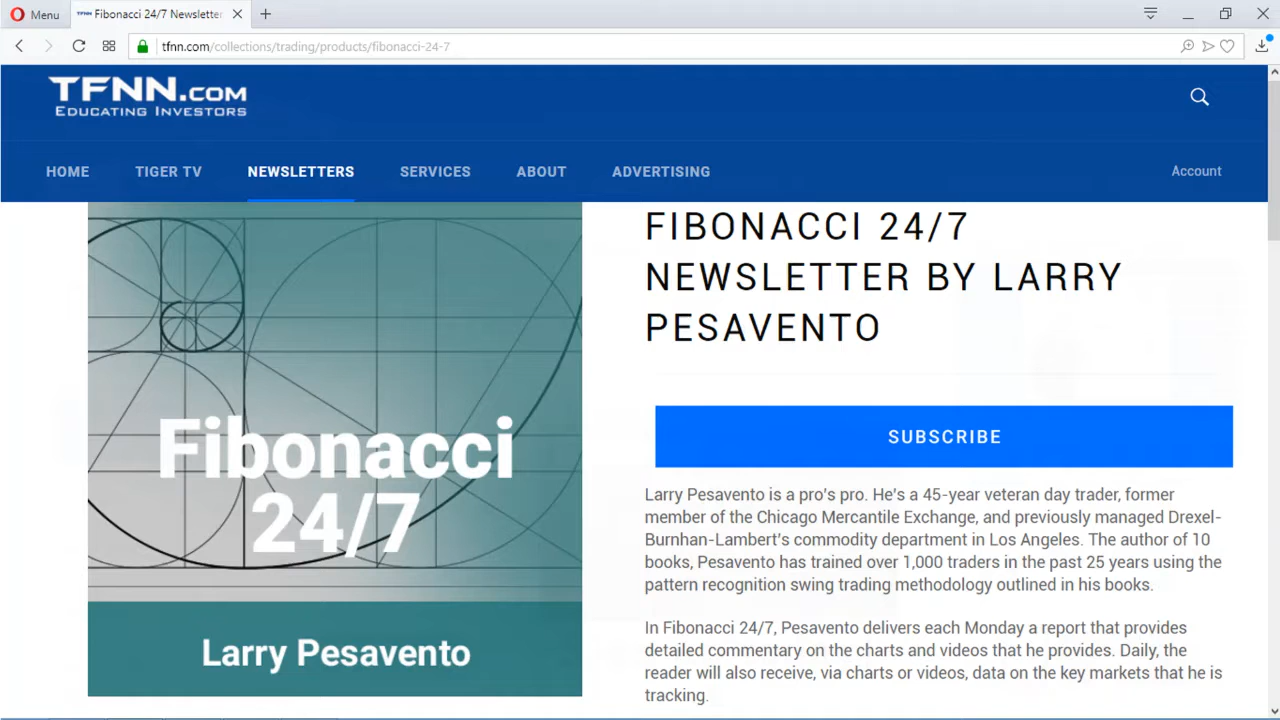 Menu
Fibonacci 24/7 Newsletter
tfnn.com/collections/trading/products/fibonacci-24-7
TFNN.COM
EDUCATING INVESTORS
HOME TIGER TV NEWSLETTERS SERVICES ABOUT ADVERTISING Account
Fibonacci
24/7
Larry Pesavento
FIBONACCI 24/7
NEWSLETTER BY LARRY
PESAVENTO
SUBSCRIBE
Larry Pesavento is a pro's pro. He's a 45-year veteran day trader, former
member of the Chicago Mercantile Exchange, and previously managed Drexel-
Burnhan-Lambert's commodity department in Los Angeles. The author of 10
books, Pesavento has trained over 1,000 traders in the past 25 years using the
pattern recognition swing trading methodology outlined in his books.
In Fibonacci 24/7, Pesavento delivers each Monday a report that provides
detailed commentary on the charts and videos that he provides. Daily, the
reader will also receive, via charts or videos, data on the key markets that he is
tracking.